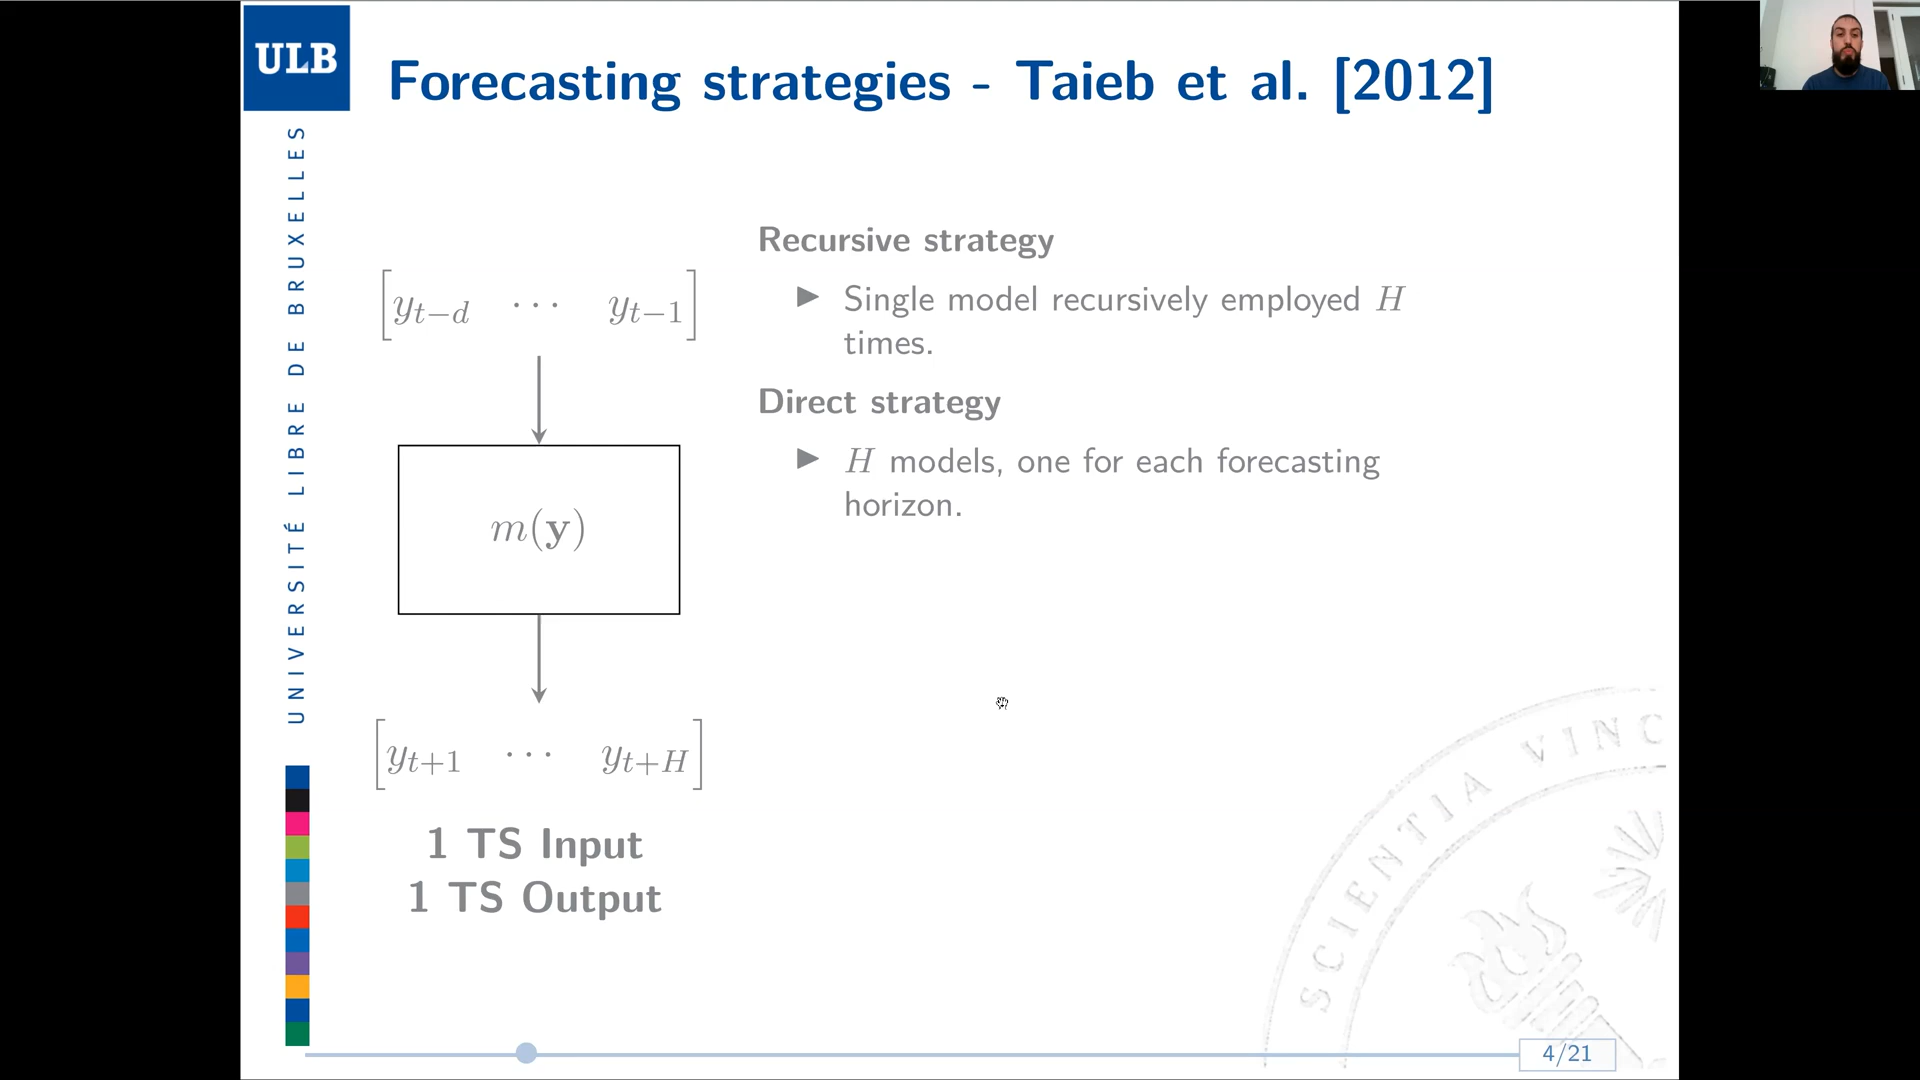 ULB
Forecasting strategies - Taieb et al. [2012]
UNIVERSITÉ LIBRE DE BRUXELLES
[y_{t−d} ··· y_{t−1}]
m(y)
[y_{t+1} ··· y_{t+H}]
1 TS Input
1 TS Output
Recursive strategy
▶ Single model recursively employed H
times.
Direct strategy
▶ H models, one for each forecasting
horizon.
SCIENTIA VINC
4/21